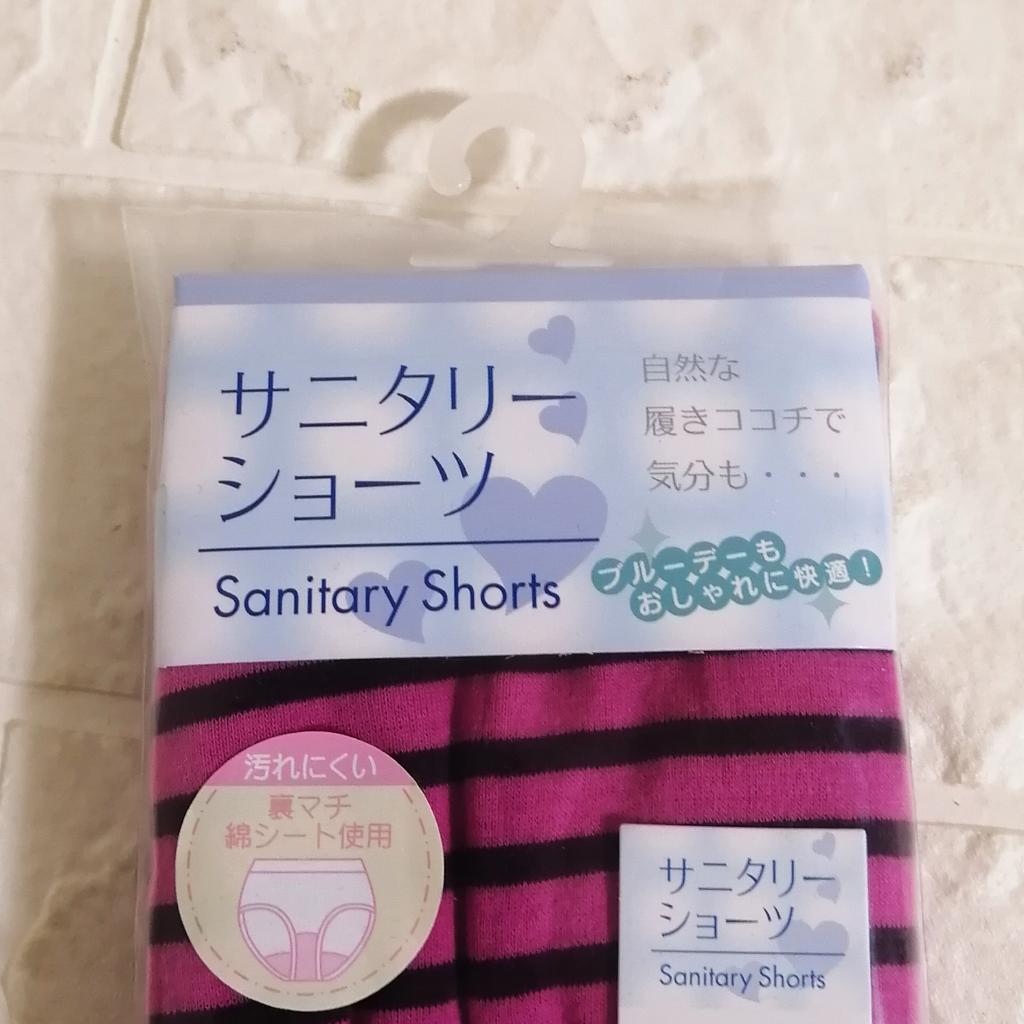 サニタリー
ショーツ
Sanitary Shorts
自然な
履きココチで
気分も・・・
ブルーデーも
おしゃれに快適！
汚れにくい
裏マチ
綿シート使用
サニタリー
ショーツ
Sanitary Shorts